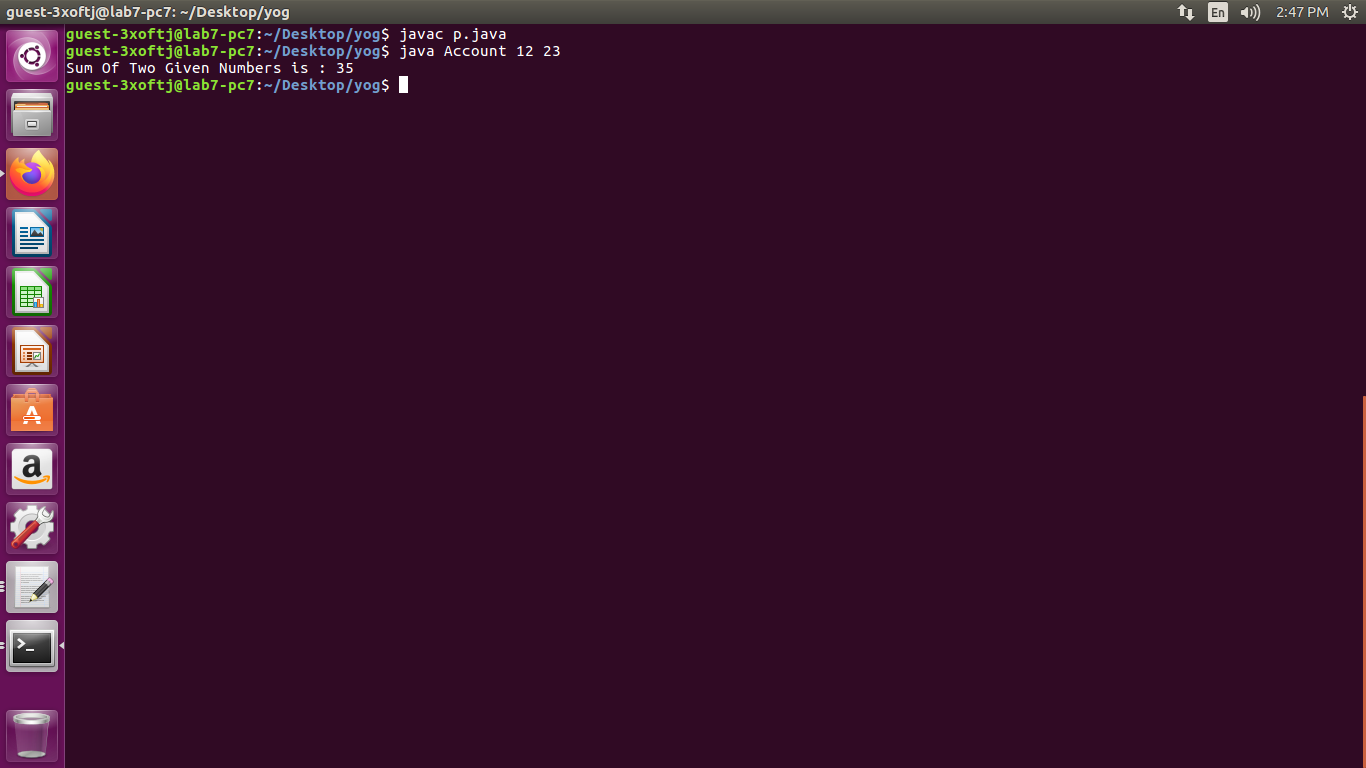 guest-3xoftj@lab7-pc7: ~/Desktop/yog
En
2:47 PM
guest-3xoftj@lab7-pc7:~/Desktop/yog$ javac p.java
guest-3xoftj@lab7-pc7:~/Desktop/yog$ java Account 12 23
Sum Of Two Given Numbers is : 35
guest-3xoftj@lab7-pc7:~/Desktop/yog$